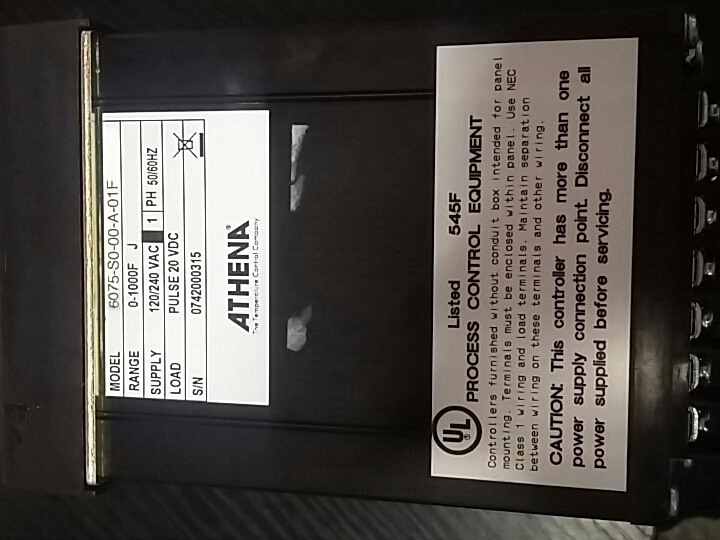 MODEL 6075-S0-00-A-01F
RANGE 0-1000F J
SUPPLY 120/240 VAC 1 PH 50/60HZ
LOAD PULSE 20 VDC
S/N 0742000315
ATHENA®
The Temperature Control Company
UL Listed 545F
PROCESS CONTROL EQUIPMENT
Controllers furnished without conduit box intended for panel
mounting. Terminals must be enclosed within panel. Use NEC
Class 1 wiring and load terminals. Maintain separation
between wiring on these terminals and other wiring.
CAUTION: This controller has more than one
power supply connection point. Disconnect all
power supplied before servicing.